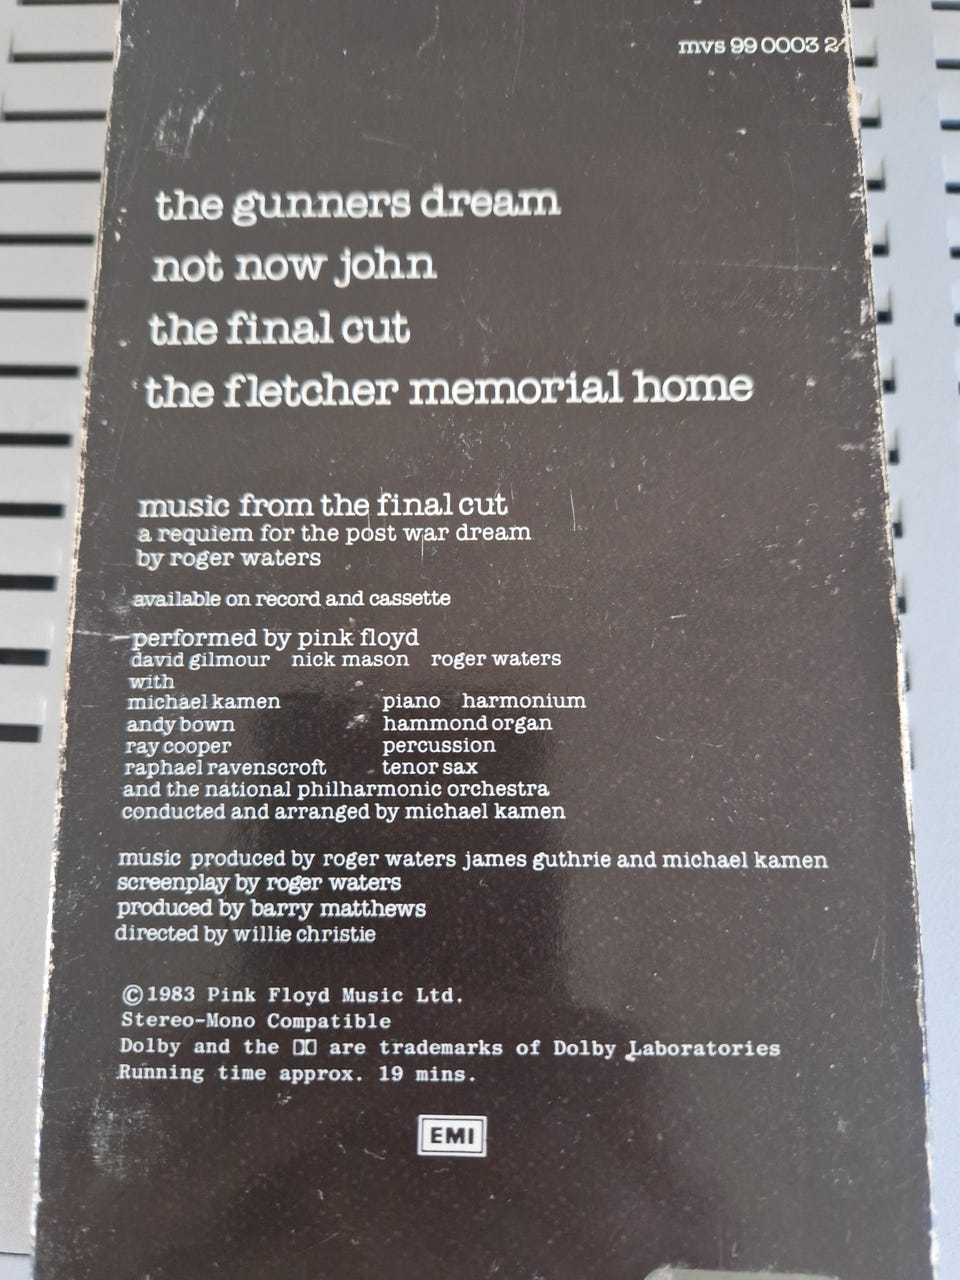 mvs 99 0003 2
the gunners dream
not now john
the final cut
the fletcher memorial home
music from the final cut
a requiem for the post war dream
by roger waters
available on record and cassette
performed by pink floyd
david gilmour nick mason roger waters
with
michael kamen piano harmonium
andy bown hammond organ
ray cooper percussion
raphael ravenscroft tenor sax
and the national philharmonic orchestra
conducted and arranged by michael kamen
music produced by roger waters james guthrie and michael kamen
screenplay by roger waters
produced by barry matthews
directed by willie christie
©1983 Pink Floyd Music Ltd.
Stereo-Mono Compatible
Dolby and the are trademarks of Dolby Laboratories
Running time approx. 19 mins.
EMI